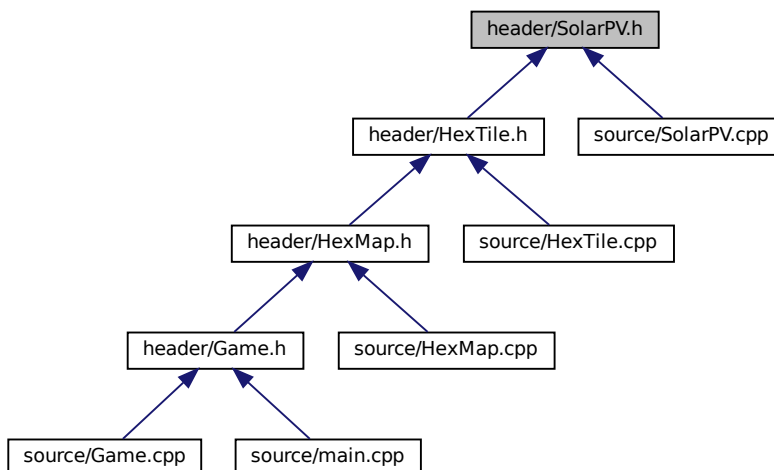 header/SolarPV.h
header/HexTile.h
source/SolarPV.cpp
header/HexMap.h
source/HexTile.cpp
header/Game.h
source/HexMap.cpp
source/Game.cpp
source/main.cpp